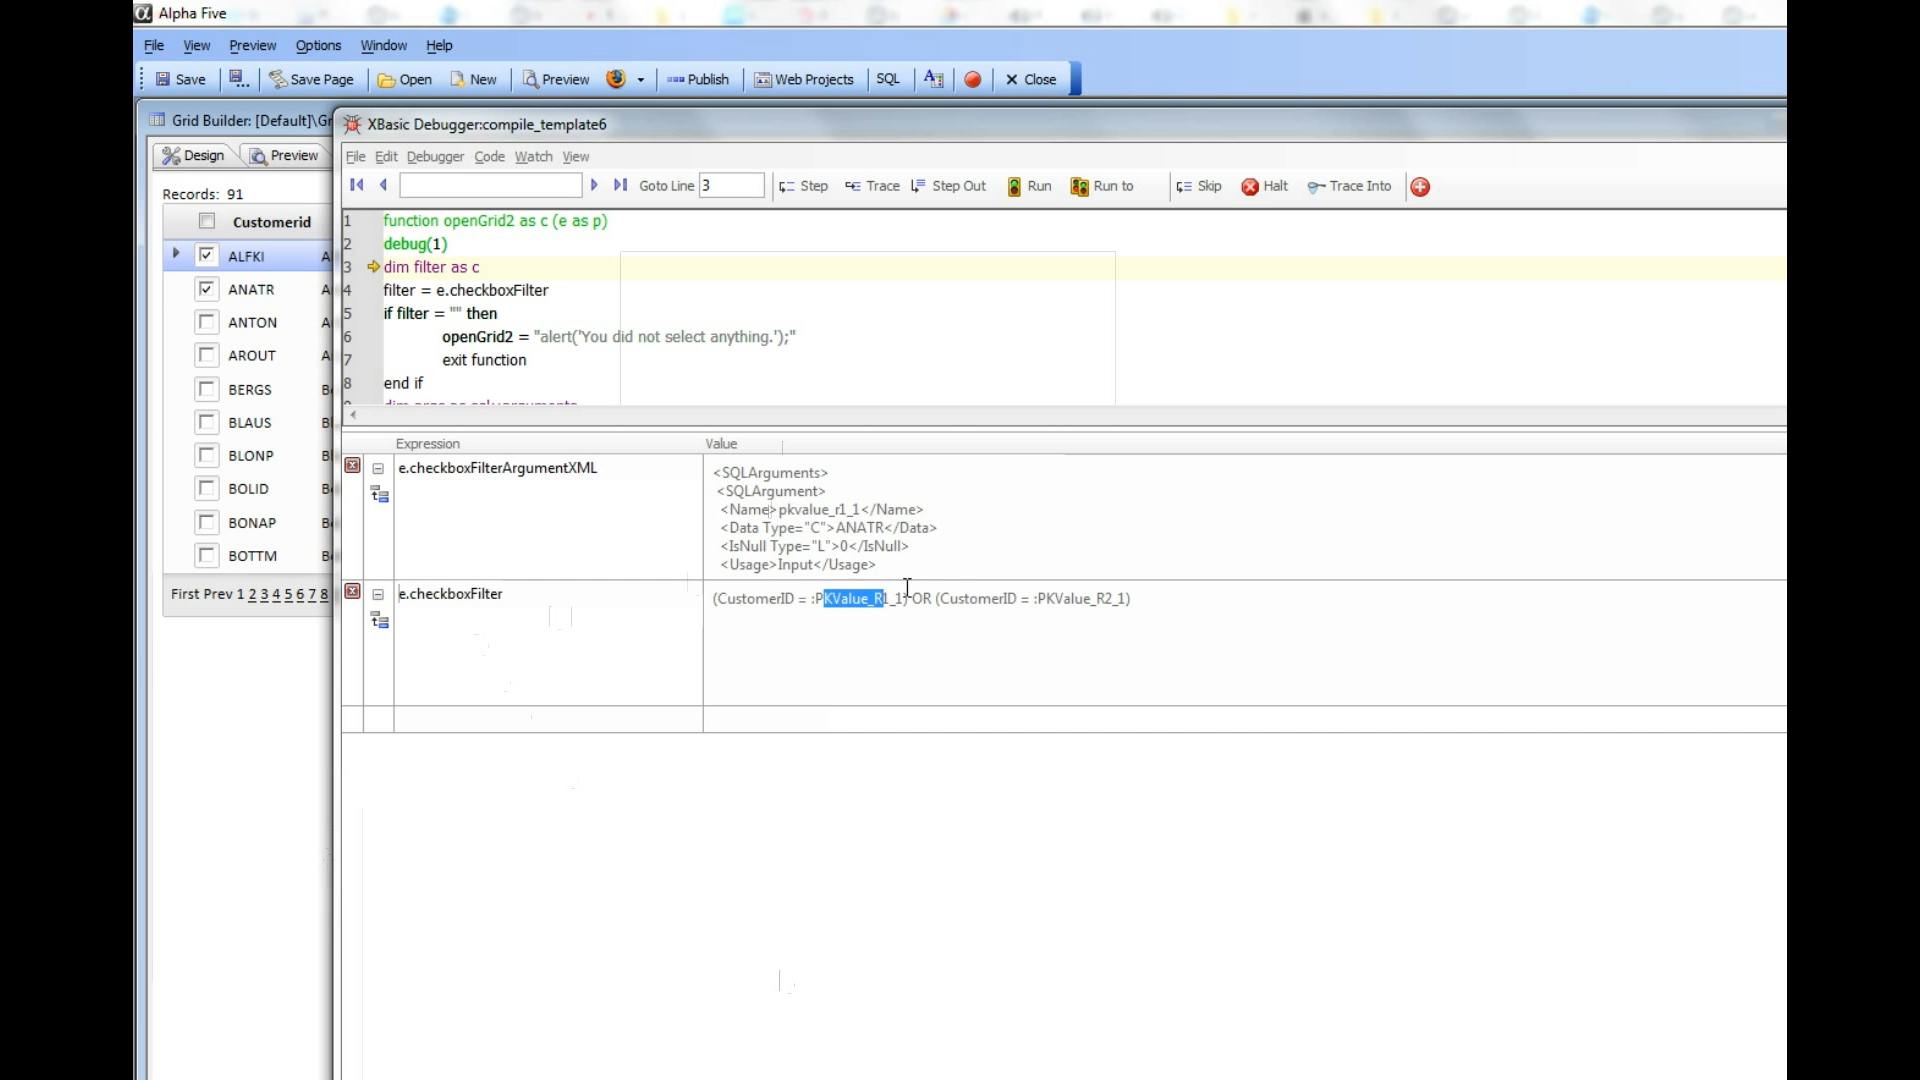 Alpha Five
File View Preview Options Window Help
Save Save Page Open New Preview Publish Web Projects SQL Close
Grid Builder: [Default]\Gr
XBasic Debugger:compile_template6
Design Preview
File Edit Debugger Code Watch View
Goto Line 3 Step Trace Step Out Run Run to Skip Halt Trace Into
Records: 91
Customerid
ALFKI
ANATR
ANTON
AROUT
BERGS
BLAUS
BLONP
BOLID
BONAP
BOTTM
First Prev 1 2 3 4 5 6 7 8
1 function openGrid2 as c (e as p)
2 debug(1)
3 dim filter as c
4 filter = e.checkboxFilter
5 if filter = "" then
6 openGrid2 = "alert('You did not select anything.');"
7 exit function
8 end if
Expression Value
e.checkboxFilterArgumentXML
<SQLArguments>
<SQLArgument>
<Name>pkvalue_r1_1</Name>
<Data Type="C">ANATR</Data>
<IsNull Type="L">0</IsNull>
<Usage>Input</Usage>
e.checkboxFilter
(CustomerID = :PKValue_R1_1) OR (CustomerID = :PKValue_R2_1)